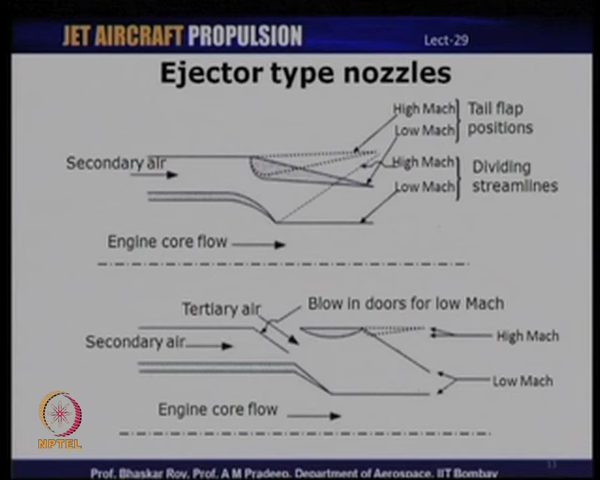 JET AIRCRAFT PROPULSION Lect-29
Ejector type nozzles
High Mach Tail flap
Low Mach positions
Secondary air
High Mach Dividing
Low Mach streamlines
Engine core flow
Tertiary air Blow in doors for low Mach
Secondary air High Mach
Low Mach
Engine core flow
NPTEL
13
Prof. Bhaskar Roy, Prof. A M Pradeep, Department of Aerospace, IIT Bombay